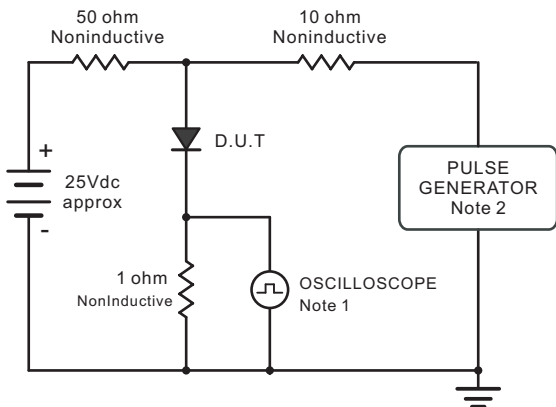 50 ohm
Noninductive
10 ohm
Noninductive
D.U.T
+
25Vdc
approx
-
PULSE
GENERATOR
Note 2
1 ohm
NonInductive
OSCILLOSCOPE
Note 1